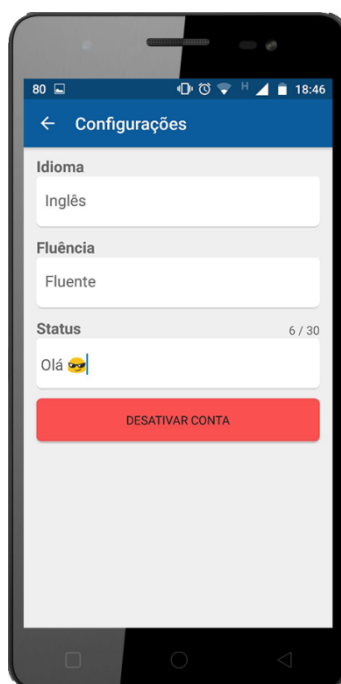 80 H 18:46
Configurações
Idioma
Inglês
Fluência
Fluente
Status 6 / 30
Olá 😎
DESATIVAR CONTA